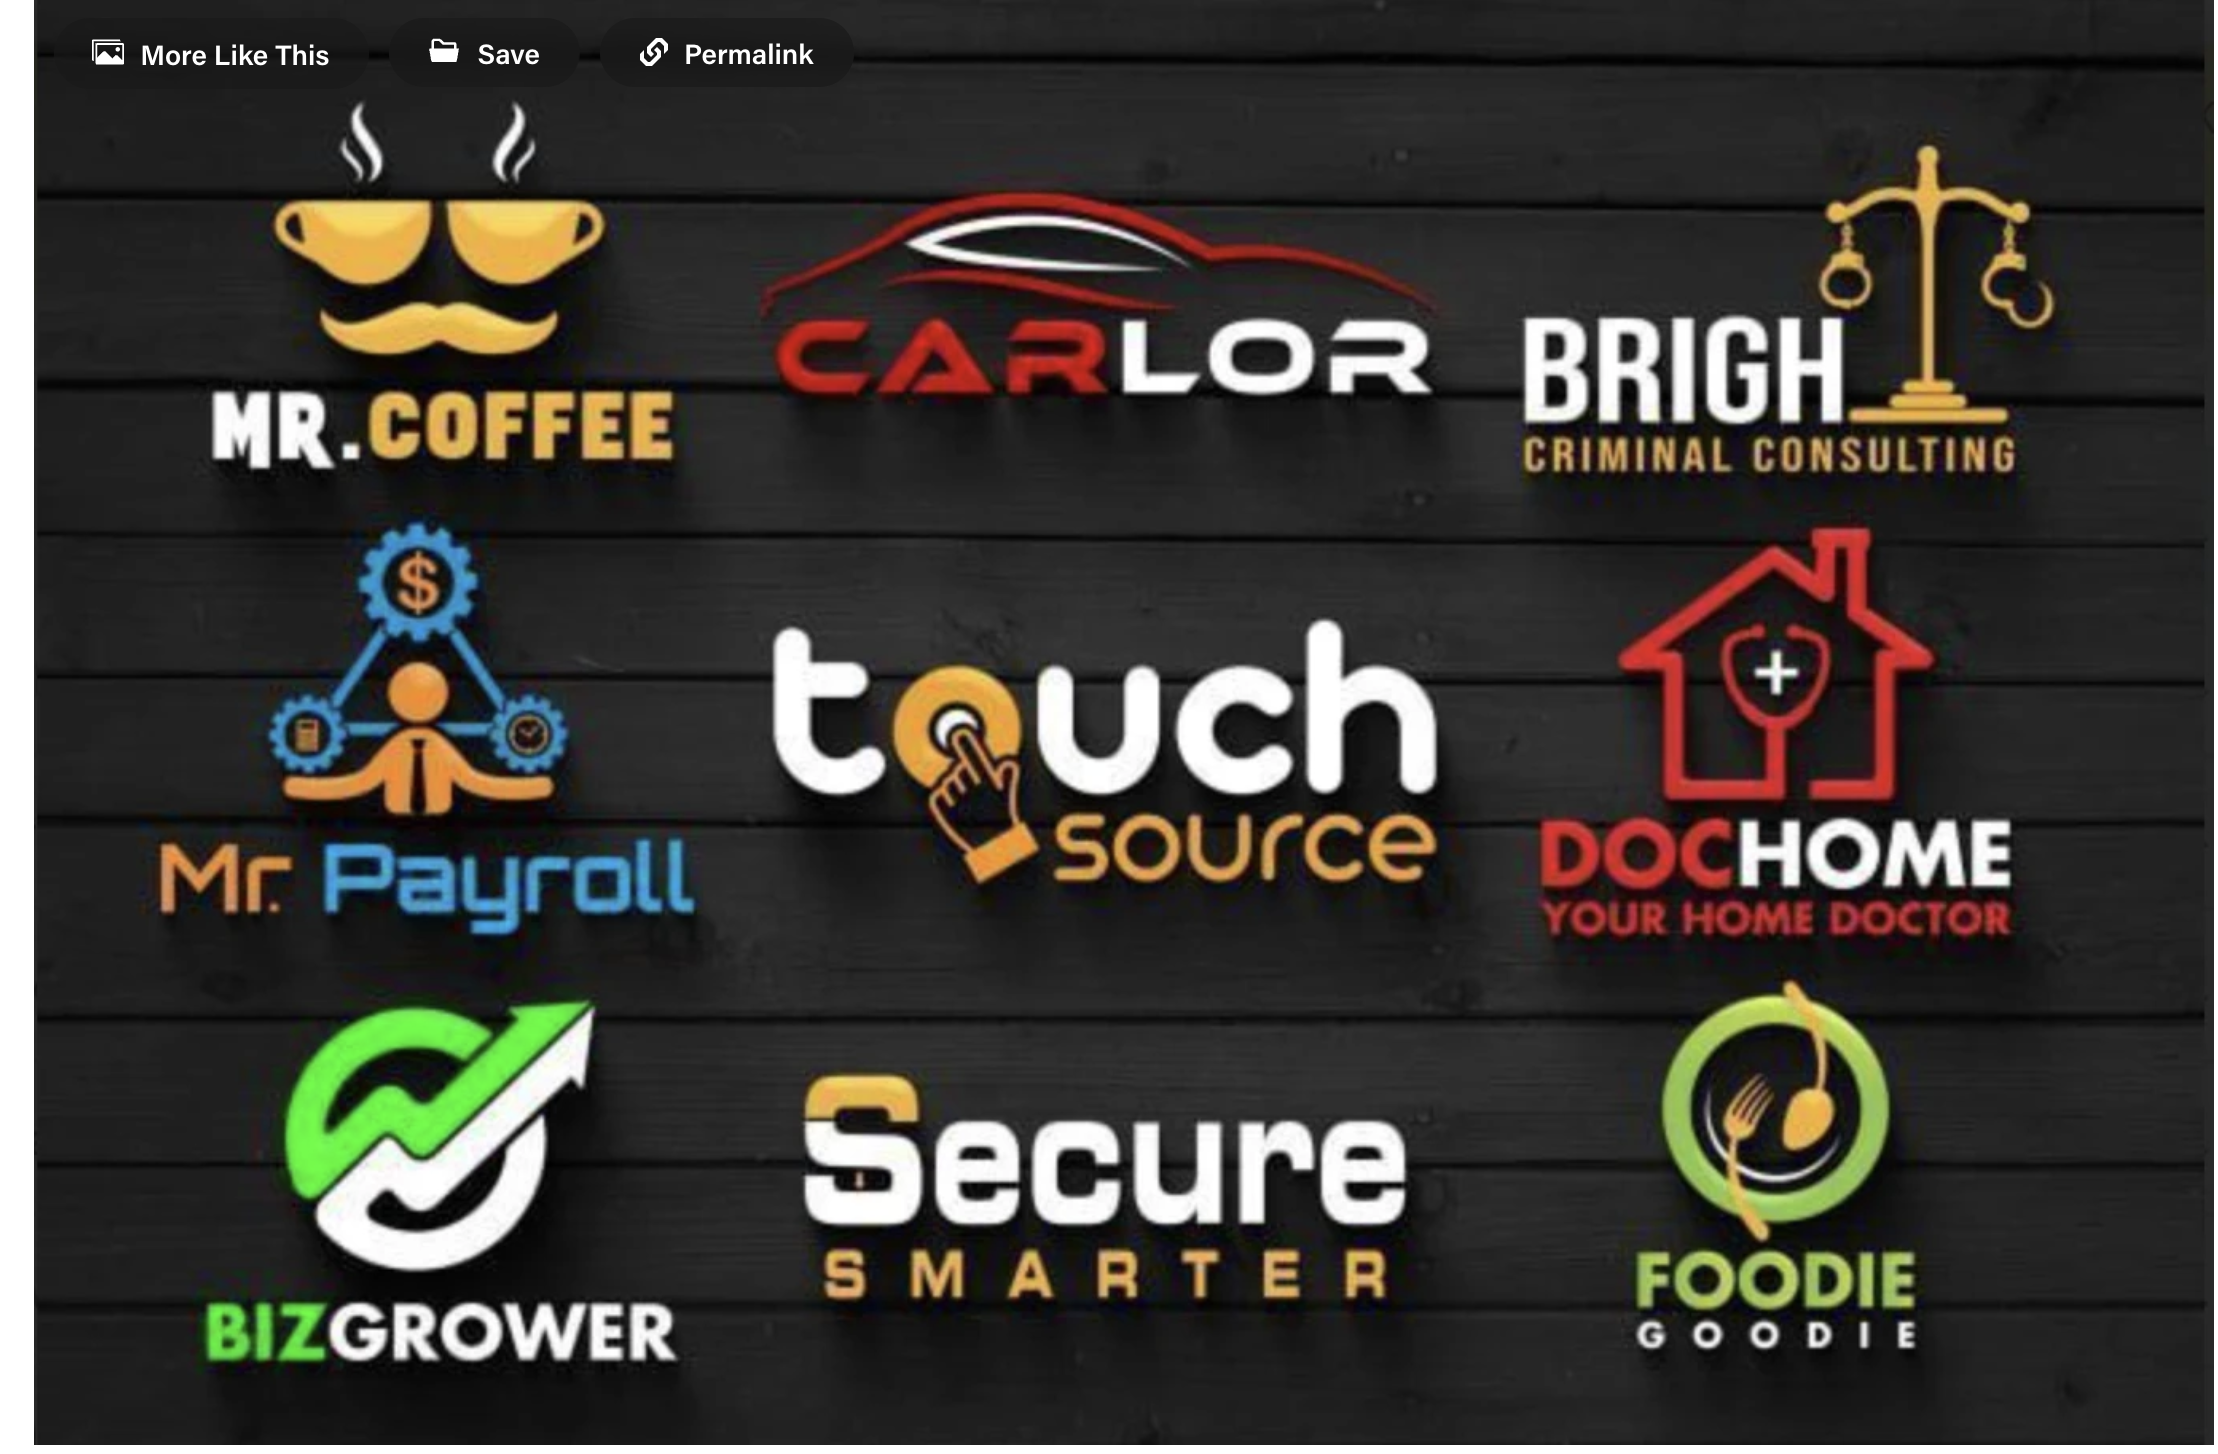 More Like This
Save
Permalink
MR.COFFEE
CARLOR
BRIGH
CRIMINAL CONSULTING
$
Mr. Payroll
touch
source
DOCHOME
YOUR HOME DOCTOR
BIZGROWER
Secure
SMARTER
FOODIE
GOODIE